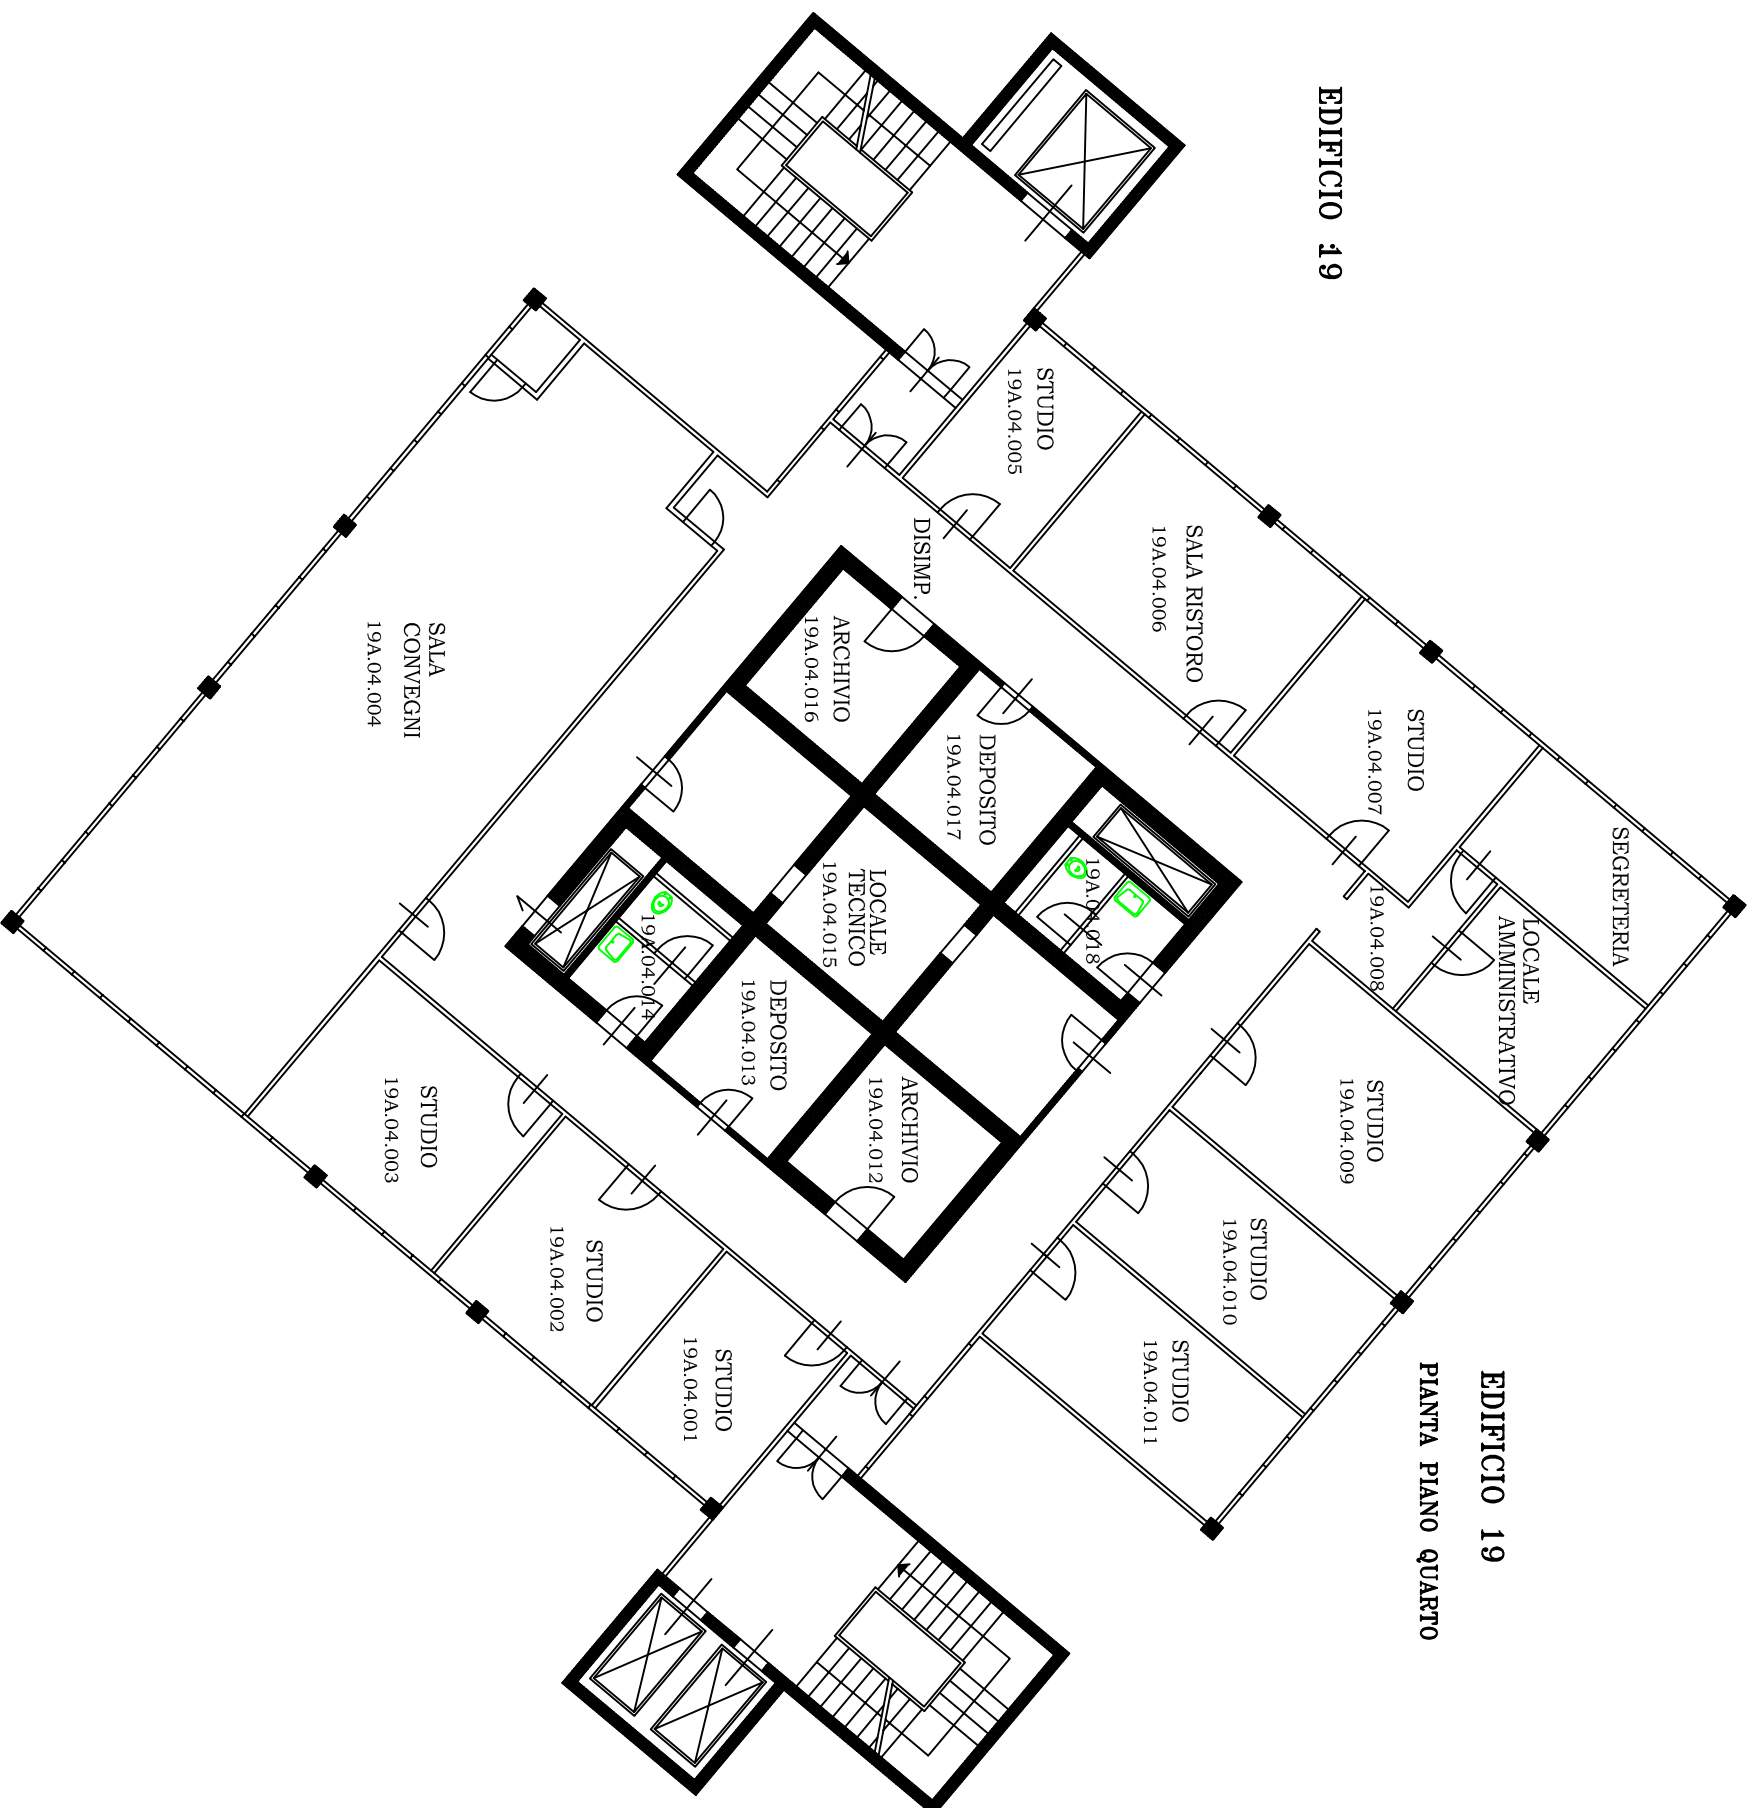 EDIFICIO :19
STUDIO
19A.04.005
SALA RISTORO
19A.04.006
STUDIO
19A.04.007
SEGRETERIA
LOCALE
AMMINISTRATIVO
19A.04.008
DISIMP.
ARCHIVIO
19A.04.016
DEPOSITO
19A.04.017
19A.04.018
LOCALE
TECNICO
19A.04.015
19A.04.014
DEPOSITO
19A.04.013
ARCHIVIO
19A.04.012
SALA
CONVEGNI
19A.04.004
STUDIO
19A.04.003
STUDIO
19A.04.002
STUDIO
19A.04.001
STUDIO
19A.04.009
STUDIO
19A.04.010
STUDIO
19A.04.011
EDIFICIO 19
PIANTA PIANO QUARTO